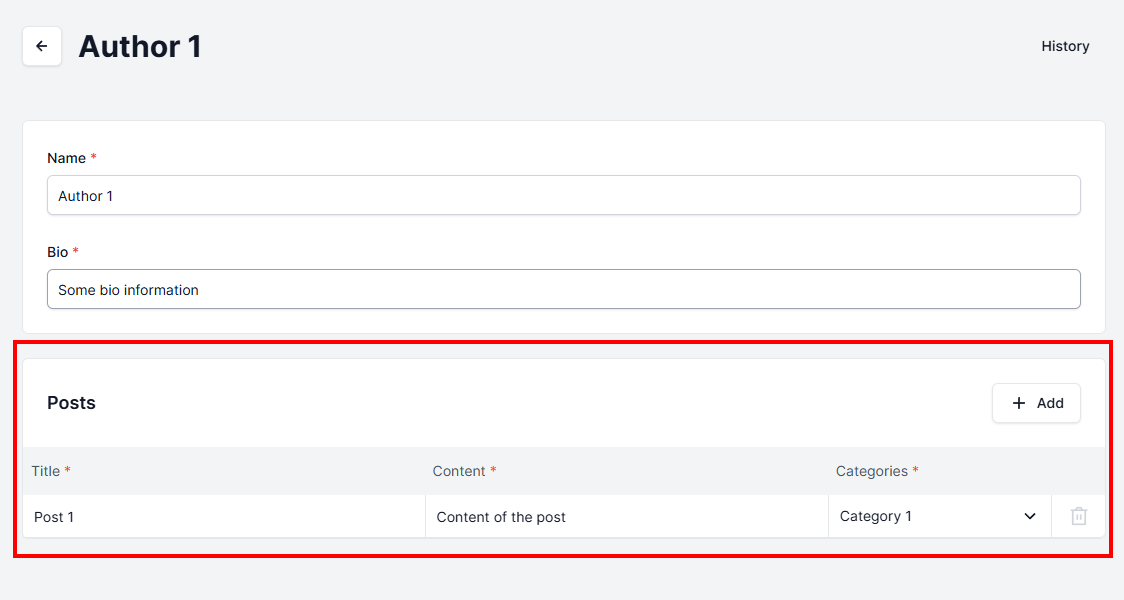 Author 1
History
Name *
Author 1
Bio *
Some bio information
Posts
Add
Title * Content * Categories *
Post 1 Content of the post Category 1